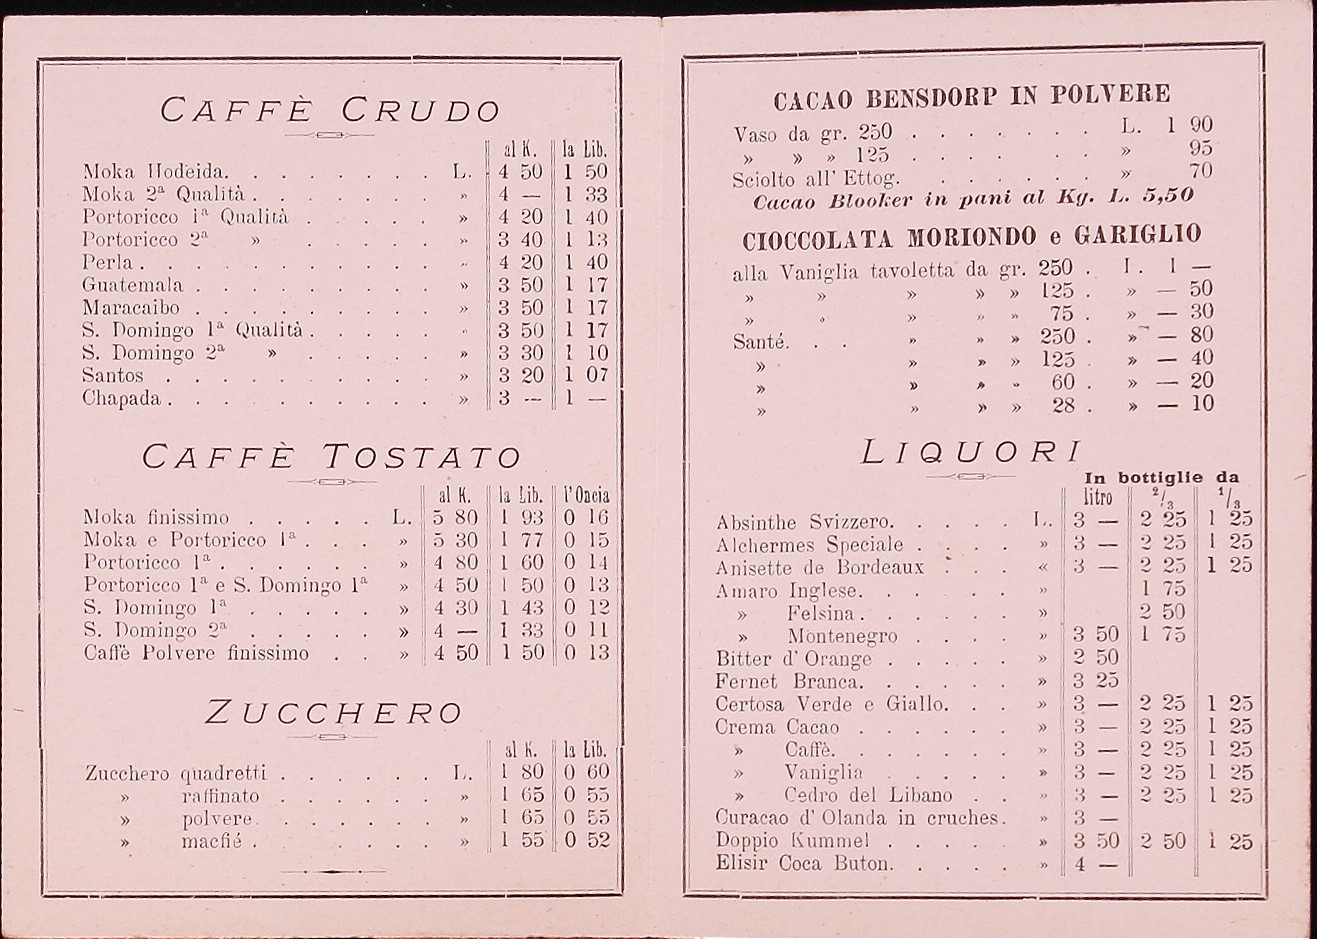 CAFFÈ CRUDO
al K. la Lib.
Moka Hodeida. . . . . . . . L. 4 50 1 50
Moka 2ª Qualità . . . . . . . » 4 — 1 33
Portoricco 1ª Qualità . . . . . » 4 20 1 40
Portoricco 2ª » . . . . . » 3 40 1 13
Perla . . . . . . . . . . » 4 20 1 40
Guatemala . . . . . . . . . » 3 50 1 17
Maracaibo . . . . . . . . . » 3 50 1 17
S. Domingo 1ª Qualità . . . . . » 3 50 1 17
S. Domingo 2ª » . . . . . » 3 30 1 10
Santos . . . . . . . . . . » 3 20 1 07
Chapada . . . . . . . . . . » 3 — 1 —
CAFFÈ TOSTATO
al K. la Lib. l'Oncia
Moka finissimo . . . . . L. 5 80 1 93 0 16
Moka e Portoricco 1ª . . . » 5 30 1 77 0 15
Portoricco 1ª . . . . . . » 4 80 1 60 0 14
Portoricco 1ª e S. Domingo 1ª » 4 50 1 50 0 13
S. Domingo 1ª . . . . . » 4 30 1 43 0 12
S. Domingo 2ª . . . . . » 4 — 1 33 0 11
Caffè Polvere finissimo . . » 4 50 1 50 0 13
ZUCCHERO
al K. la Lib.
Zucchero quadretti . . . . . . L. 1 80 0 60
» raffinato . . . . . . » 1 65 0 55
» polvere . . . . . . » 1 65 0 55
» macfié . . . . . . » 1 55 0 52
CACAO BENSDORP IN POLVERE
Vaso da gr. 250 . . . . . . . L. 1 90
» » » 125 . . . . . . » 95
Sciolto all' Ettog. . . . . . . » 70
Cacao Blooker in pani al Kg. L. 5,50
CIOCCOLATA MORIONDO e GARIGLIO
alla Vaniglia tavoletta da gr. 250 . L. 1 —
» » » » » 125 . » — 50
» » » » » 75 . » — 30
Santé. . . » » » 250 . » — 80
» » » » 125 . » — 40
» » » » 60 . » — 20
» » » » 28 . » — 10
LIQUORI
In bottiglie da
litro 2/3 1/3
Absinthe Svizzero. . . . . L. 3 — 2 25 1 25
Alchermes Speciale . . . . » 3 — 2 25 1 25
Anisette de Bordeaux . . . « 3 — 2 25 1 25
Amaro Inglese. . . . . . » 1 75
» Felsina . . . . . . » 2 50
» Montenegro . . . . » 3 50 1 75
Bitter d' Orange . . . . . » 2 50
Fernet Branca. . . . . . » 3 25
Certosa Verde e Giallo. . . » 3 — 2 25 1 25
Crema Cacao . . . . . . » 3 — 2 25 1 25
» Caffè. . . . . . » 3 — 2 25 1 25
» Vaniglia . . . . . » 3 — 2 25 1 25
» Cedro del Libano . . » 3 — 2 25 1 25
Curacao d' Olanda in cruches. » 3 —
Doppio Kummel . . . . . » 3 50 2 50 1 25
Elisir Coca Buton. . . . . » 4 —